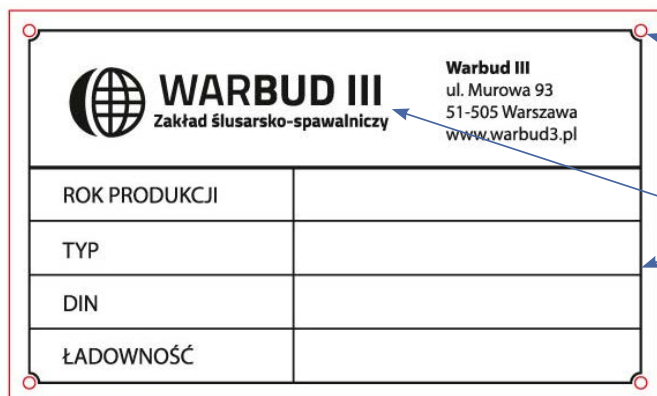 WARBUD III
Zakład ślusarsko-spawalniczy
Warbud III
ul. Murowa 93
51-505 Warszawa
www.warbud3.pl
ROK PRODUKCJI
TYP
DIN
ŁADOWNOŚĆ